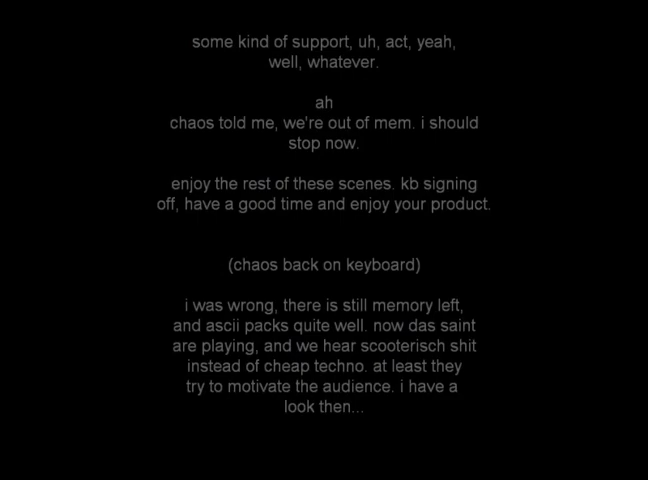 some kind of support, uh, act, yeah,
well, whatever.
ah
chaos told me, we're out of mem. i should
stop now.
enjoy the rest of these scenes. kb signing
off, have a good time and enjoy your product.
(chaos back on keyboard)
i was wrong, there is still memory left,
and ascii packs quite well. now das saint
are playing, and we hear scooterisch shit
instead of cheap techno. at least they
try to motivate the audience. i have a
look then...